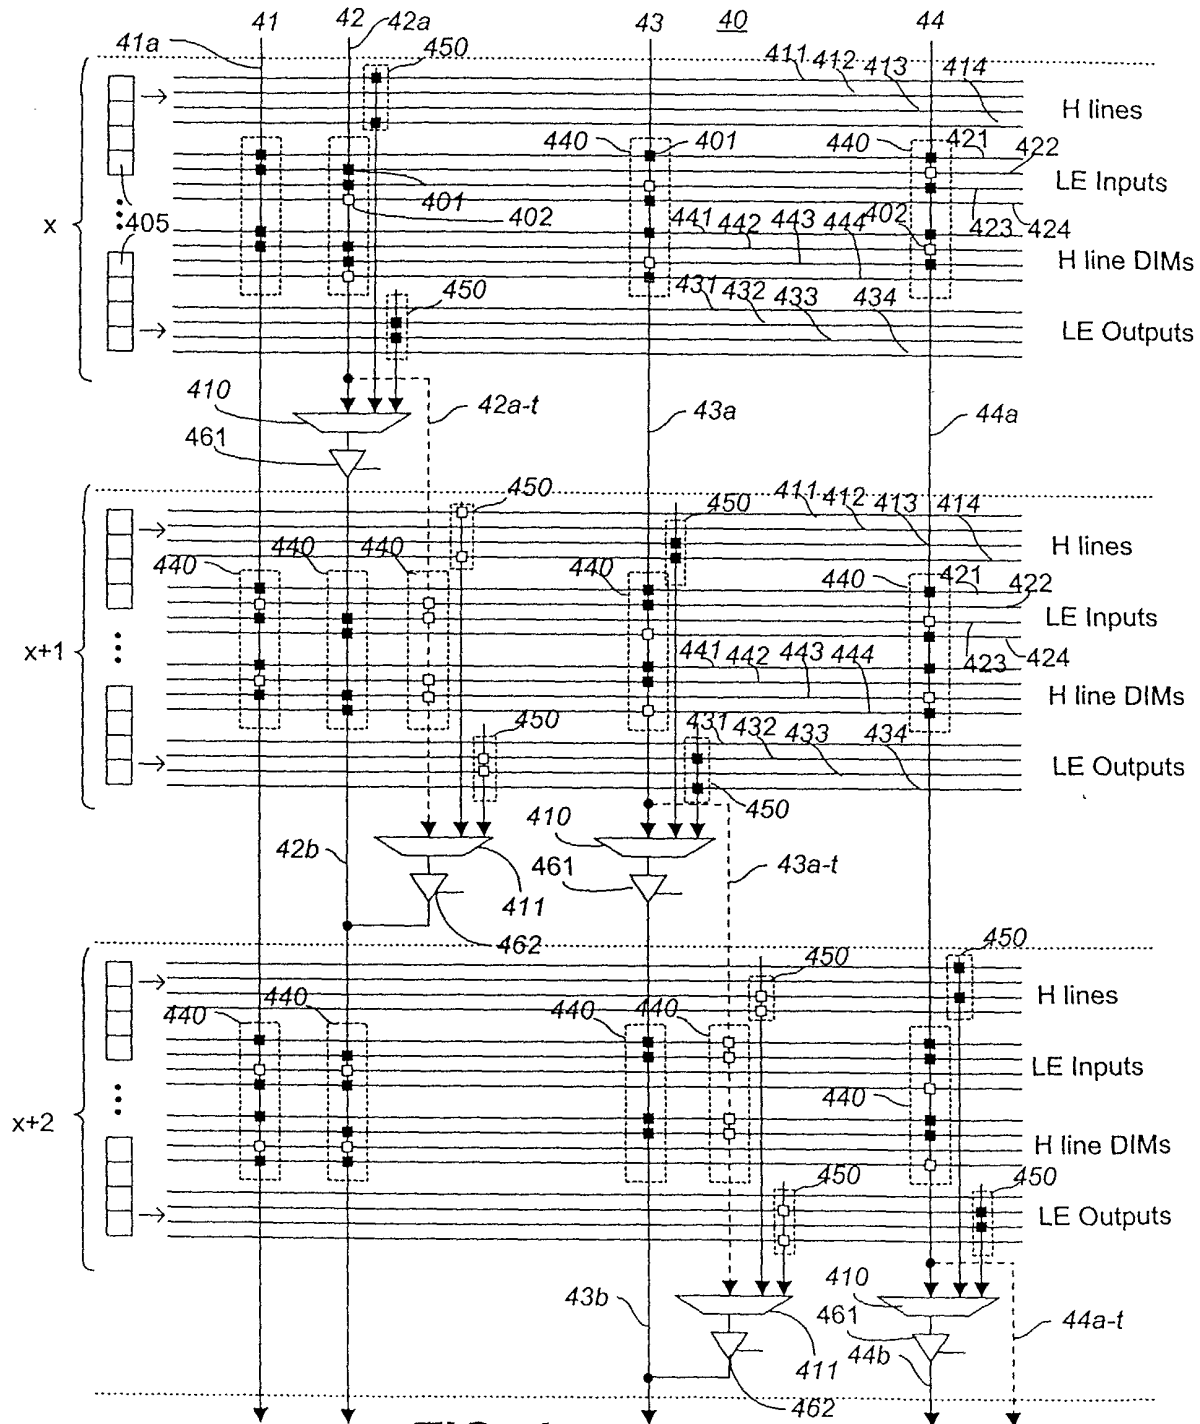 41 42 42a 43 40 44
41a 450
411 412 413 414
H lines
440 401 440 421 422
LE Inputs
x 405 401 402
441 442 443 444 402 423 424
H line DIMs
450 431 432 433 434
LE Outputs
410 42a-t 43a 44a
461
450 450 411 412 413 414
H lines
440 440 440 440 440 421 422
LE Inputs
x+1 423 424
441 442 443 444
H line DIMs
450 431 432 433 434
LE Outputs
450
42b 410
461 43a-t
411
462
450
450
H lines
440 440 440 440
LE Inputs
x+2 440
H line DIMs
450 450
LE Outputs
43b 410
461 44a-t
411 44b
462